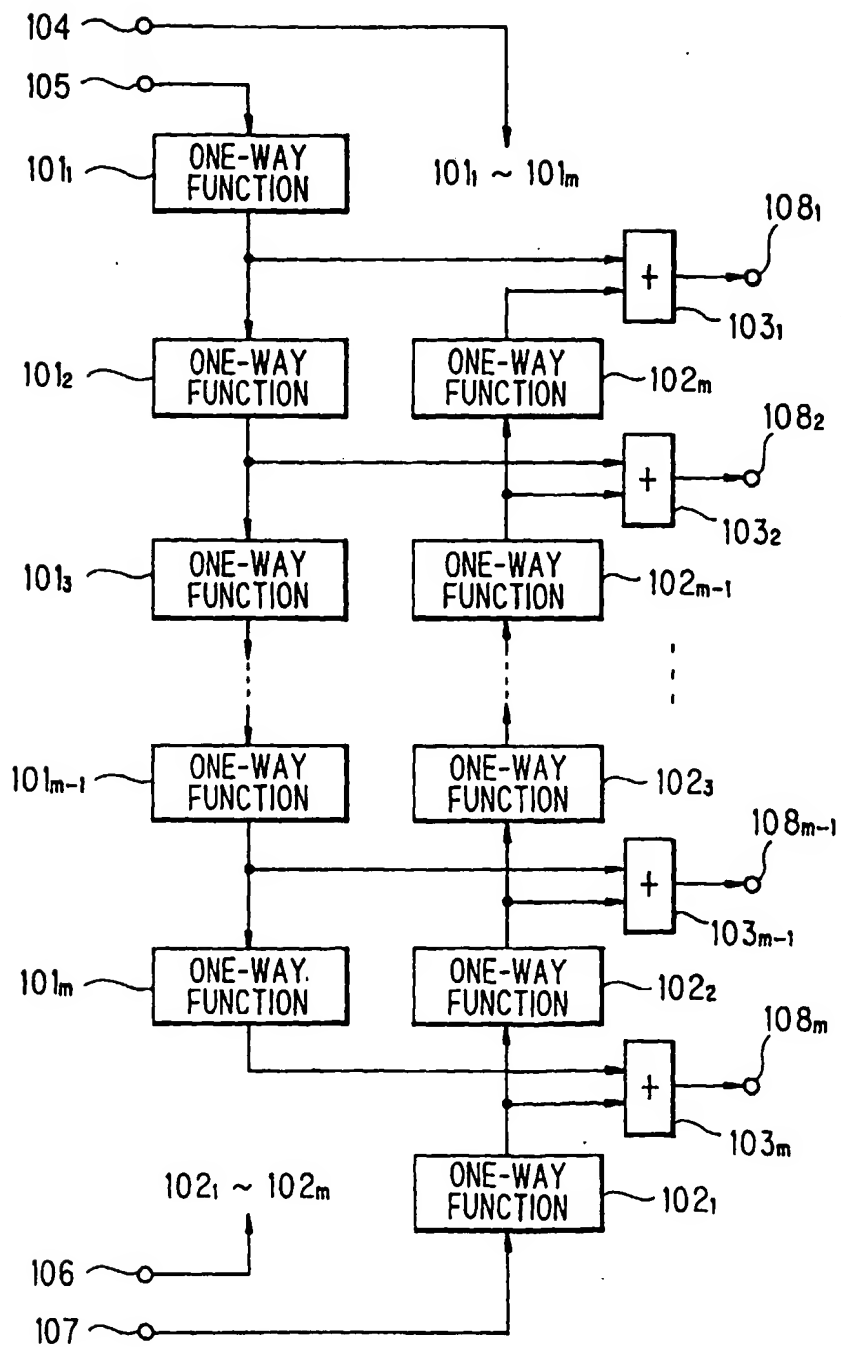 104
105
101₁
ONE-WAY
FUNCTION
101₁ ~ 101ₘ
108₁
+
103₁
101₂
ONE-WAY
FUNCTION
ONE-WAY
FUNCTION
102ₘ
108₂
+
103₂
101₃
ONE-WAY
FUNCTION
ONE-WAY
FUNCTION
102ₘ₋₁
101ₘ₋₁
ONE-WAY
FUNCTION
ONE-WAY
FUNCTION
102₃
108ₘ₋₁
+
103ₘ₋₁
101ₘ
ONE-WAY
FUNCTION
ONE-WAY
FUNCTION
102₂
108ₘ
+
103ₘ
102₁ ~ 102ₘ
ONE-WAY
FUNCTION
102₁
106
107